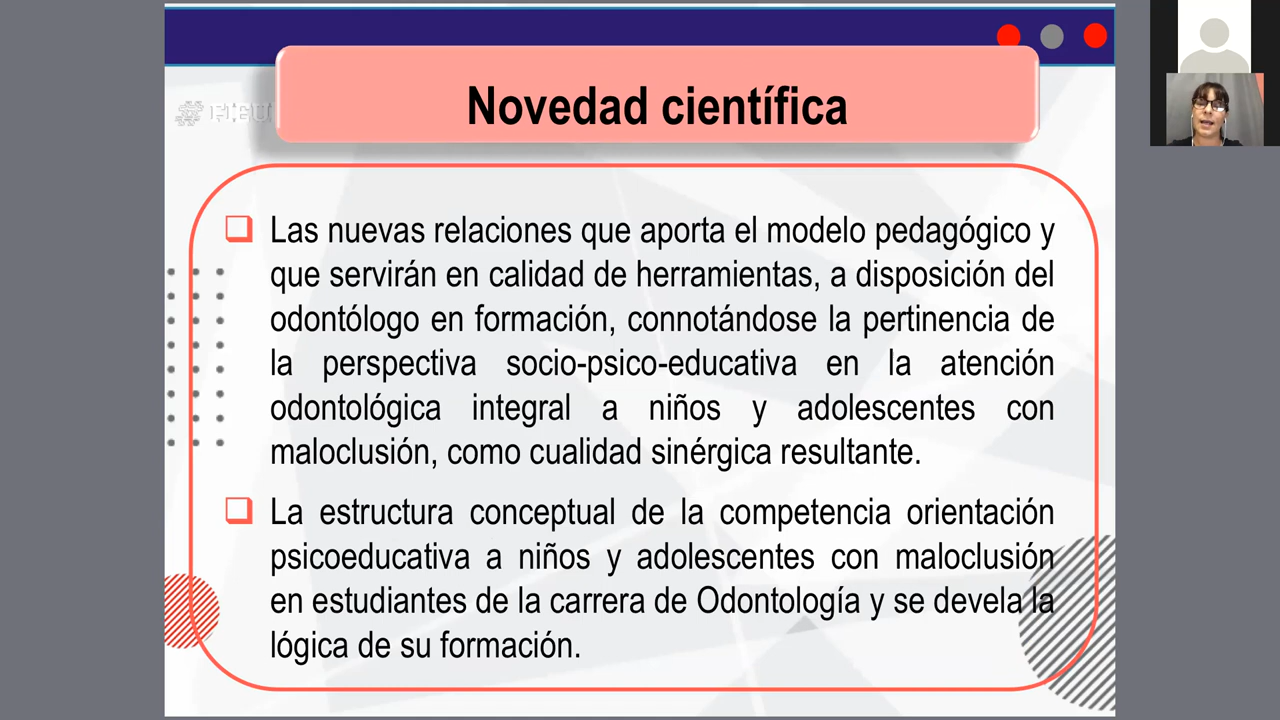 Novedad científica
Las nuevas relaciones que aporta el modelo pedagógico y
que servirán en calidad de herramientas, a disposición del
odontólogo en formación, connotándose la pertinencia de
la perspectiva socio-psico-educativa en la atención
odontológica integral a niños y adolescentes con
maloclusión, como cualidad sinérgica resultante.
La estructura conceptual de la competencia orientación
psicoeducativa a niños y adolescentes con maloclusión
en estudiantes de la carrera de Odontología y se devela la
lógica de su formación.